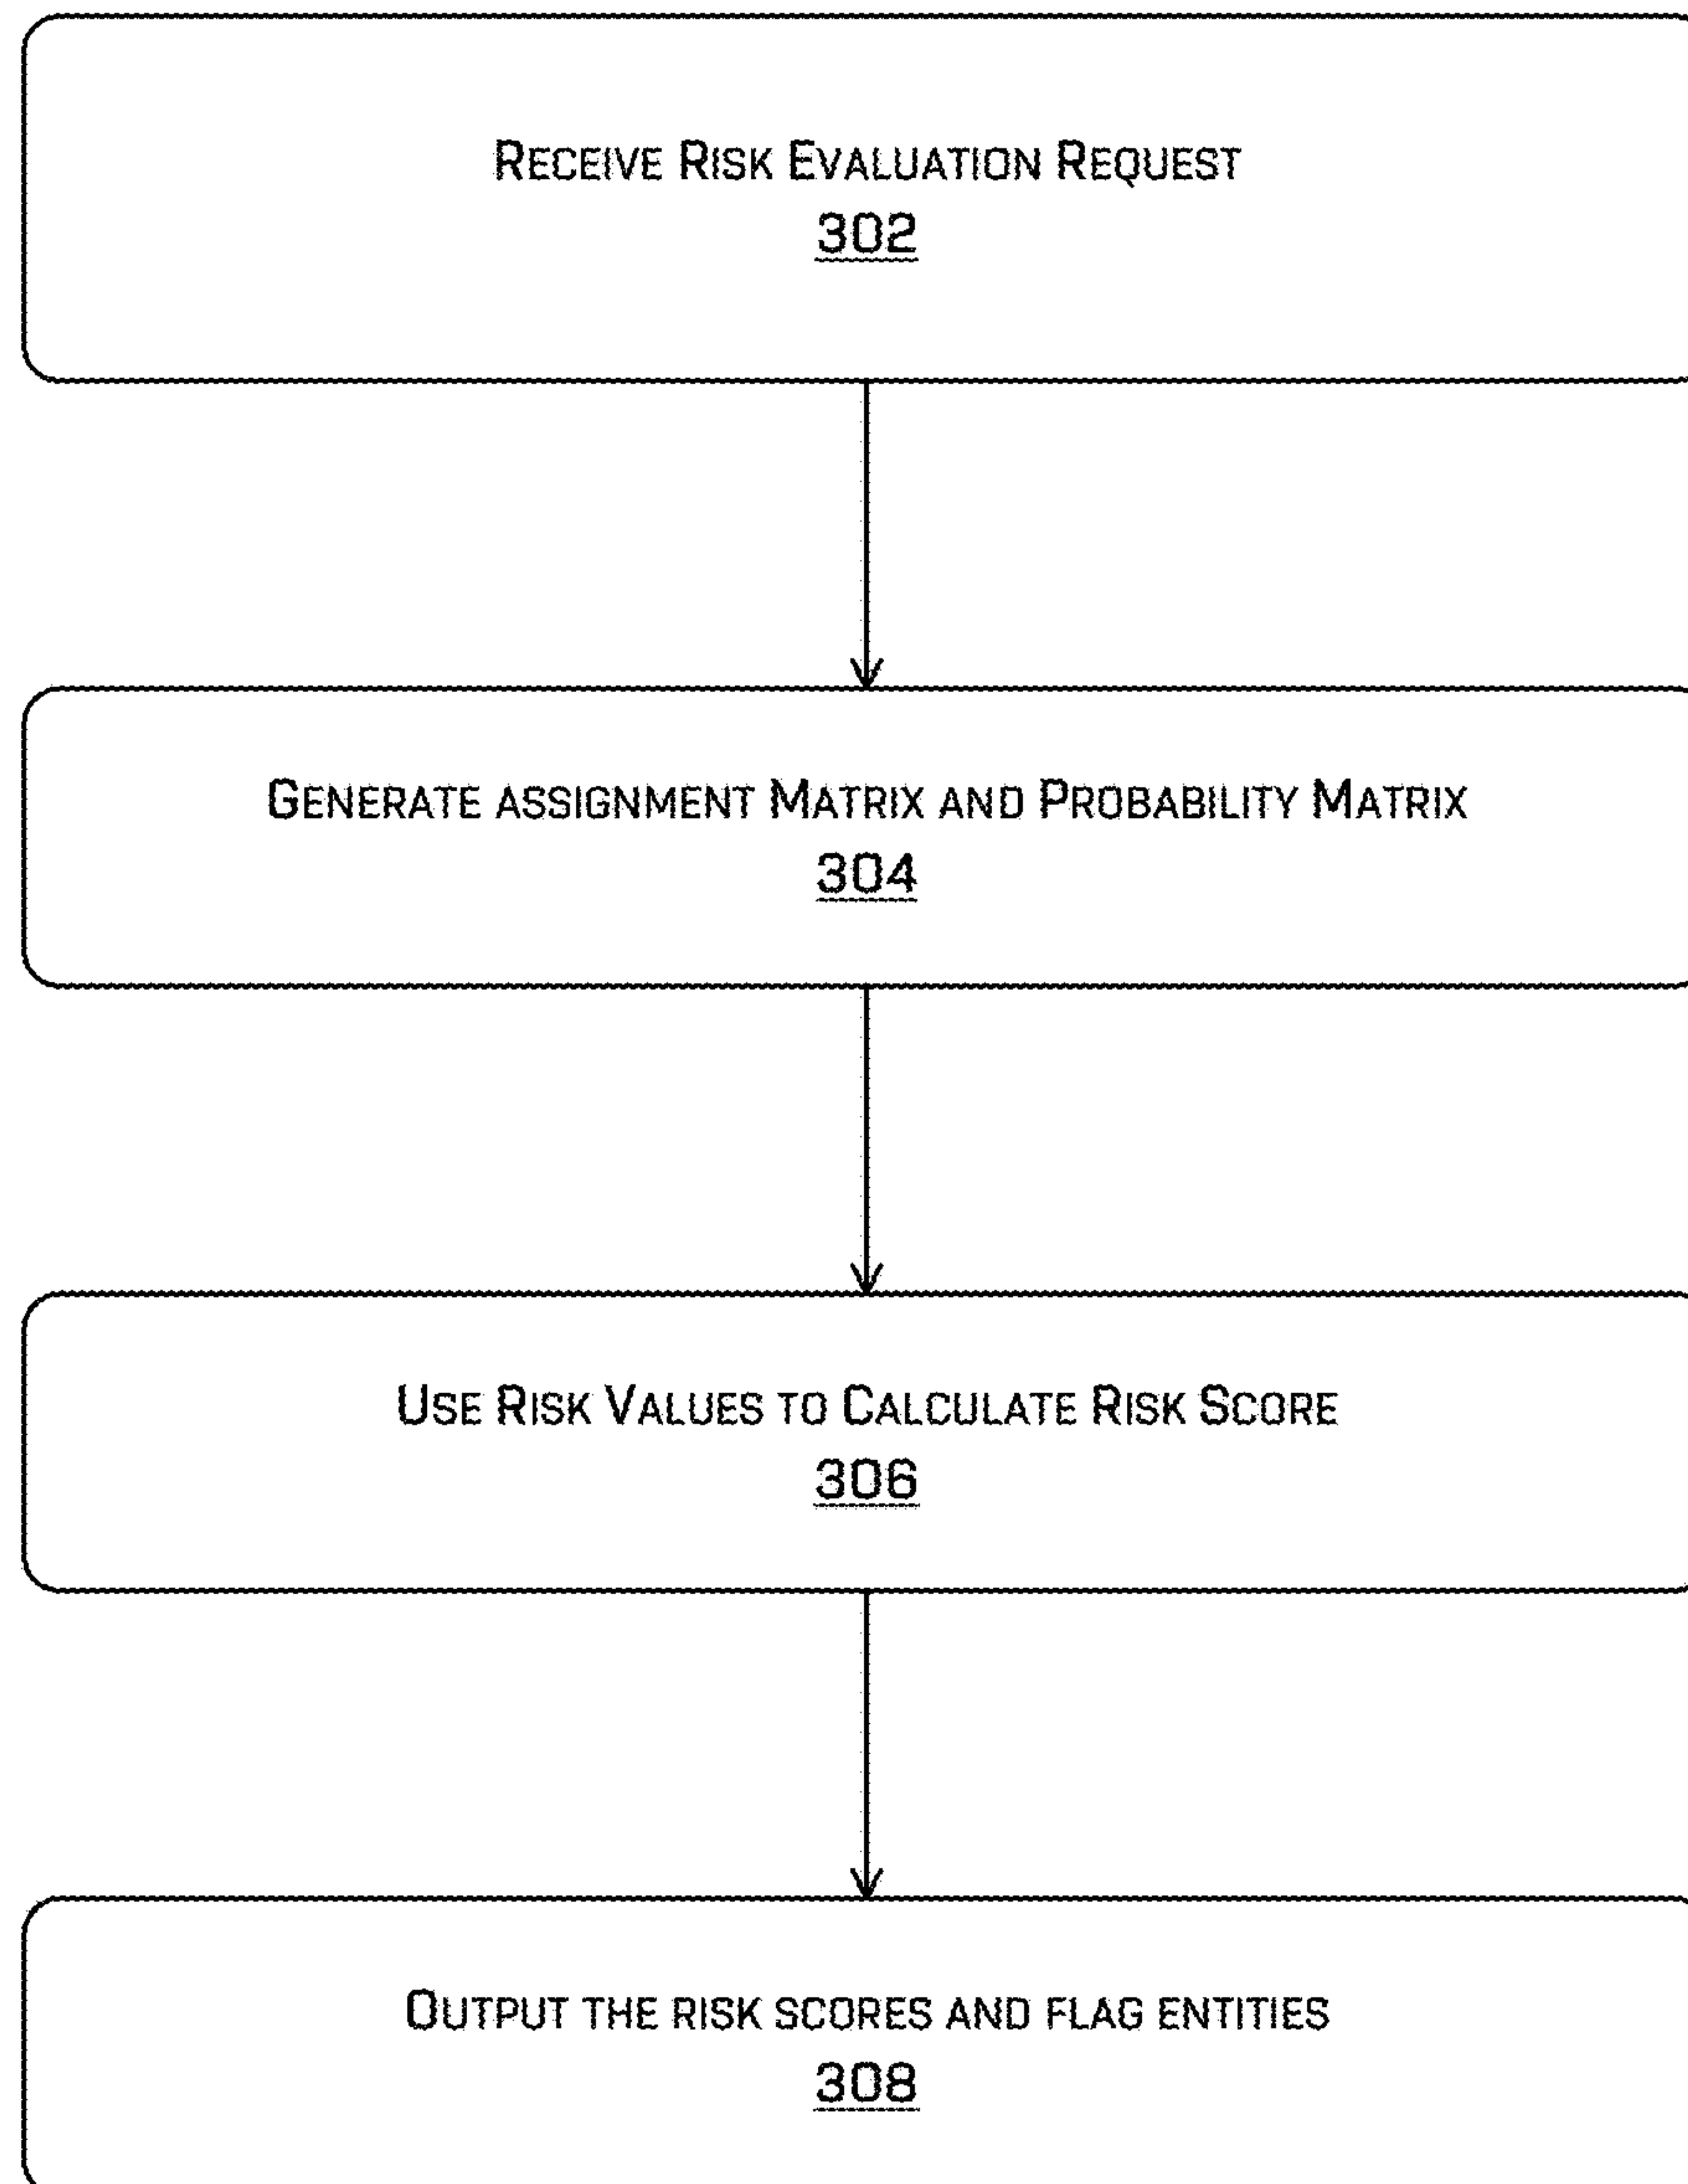 Receive Risk Evaluation Request
302
Generate assignment Matrix and Probability Matrix
304
Use Risk Values to Calculate Risk Score
306
Output the risk scores and flag entities
308